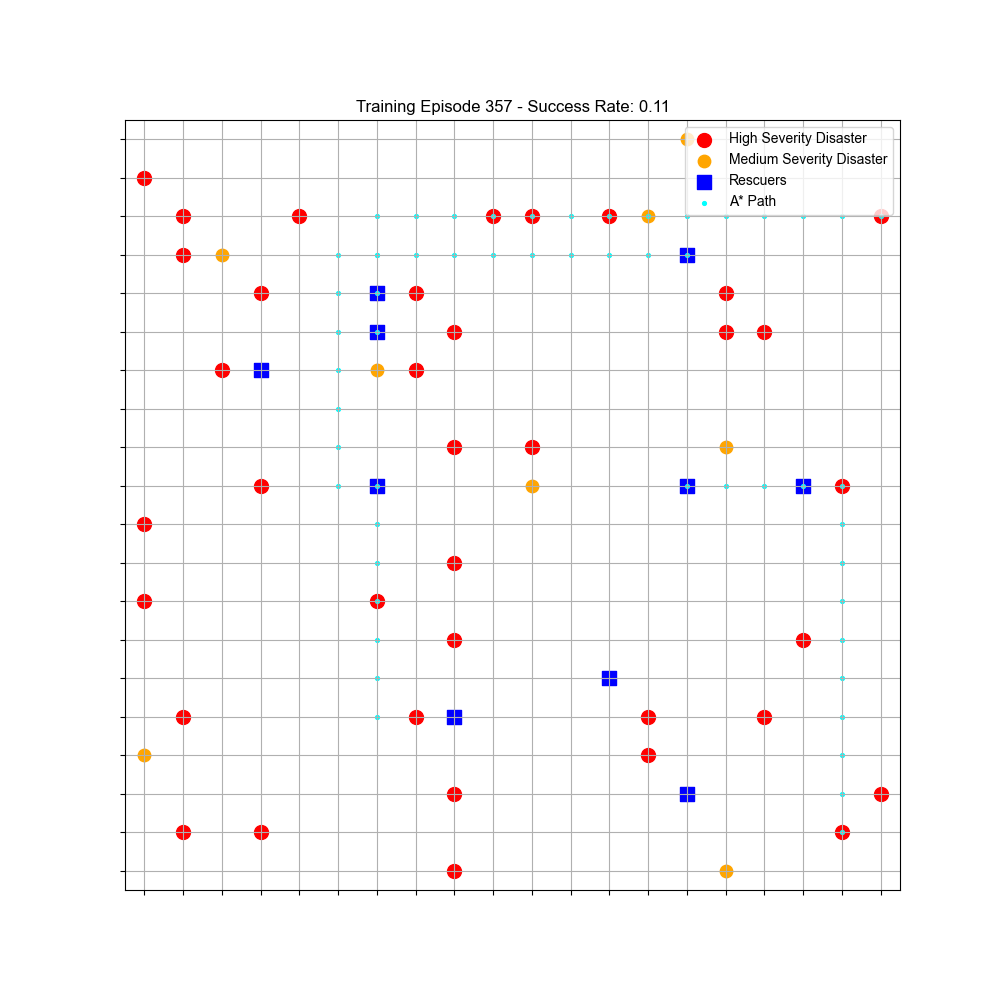 Training Episode 357 - Success Rate: 0.11
High Severity Disaster
Medium Severity Disaster
Rescuers
A* Path